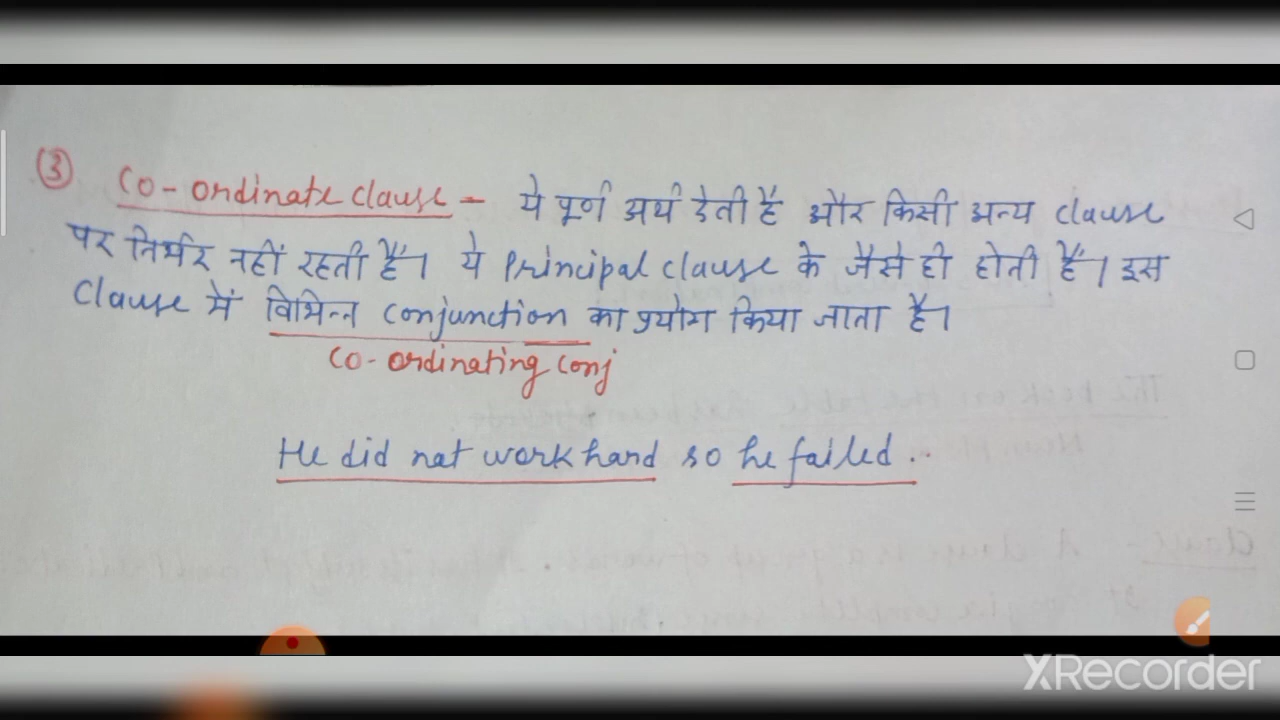 ③ Co-ordinate clause - ये पूर्ण अर्थ देती है और किसी अन्य clause
पर निर्भर नहीं रहती हैं। ये Principal clause के जैसे ही होती हैं। इस
Clause में विभिन्न conjunction का प्रयोग किया जाता है।
Co-ordinating conj
He did not work hard so he failed.
XRecorder